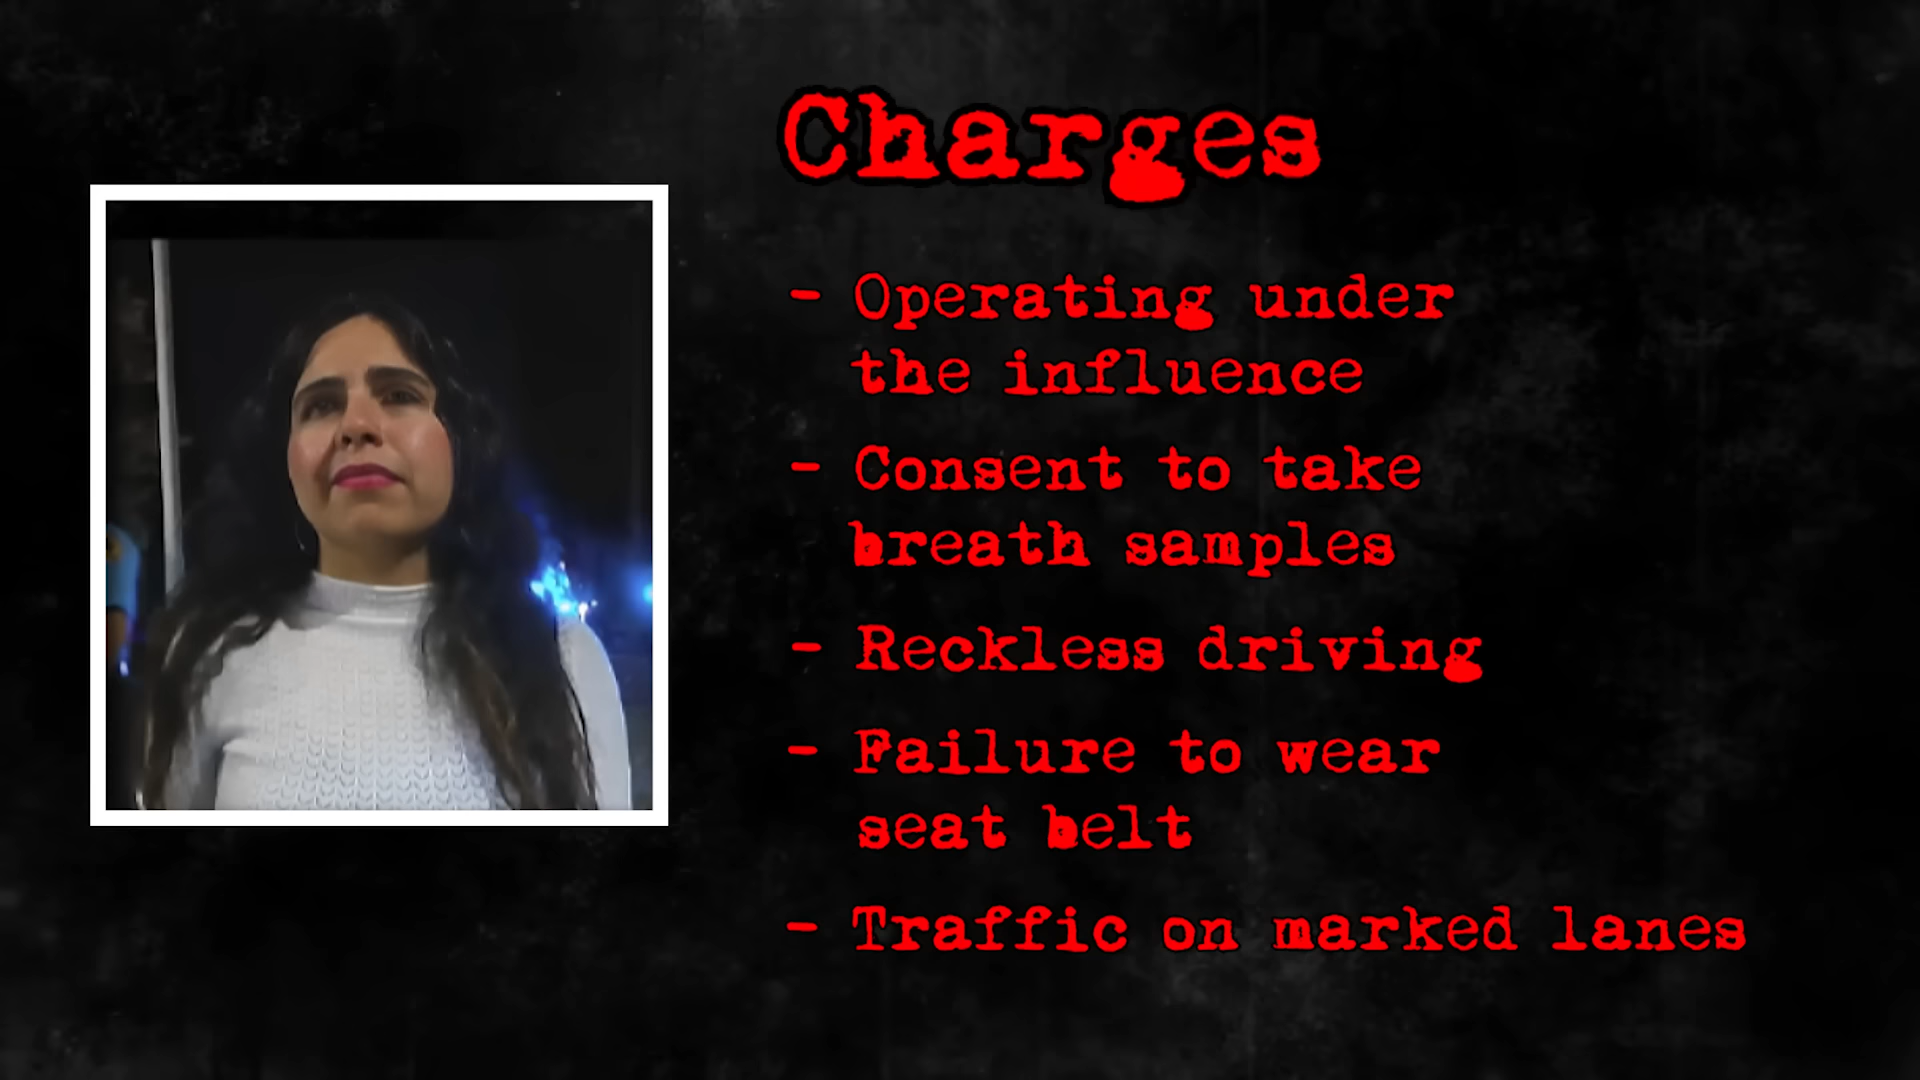 Charges
- Operating under
the influence
- Consent to take
breath samples
- Reckless driving
- Failure to wear
seat belt
- Traffic on marked lanes